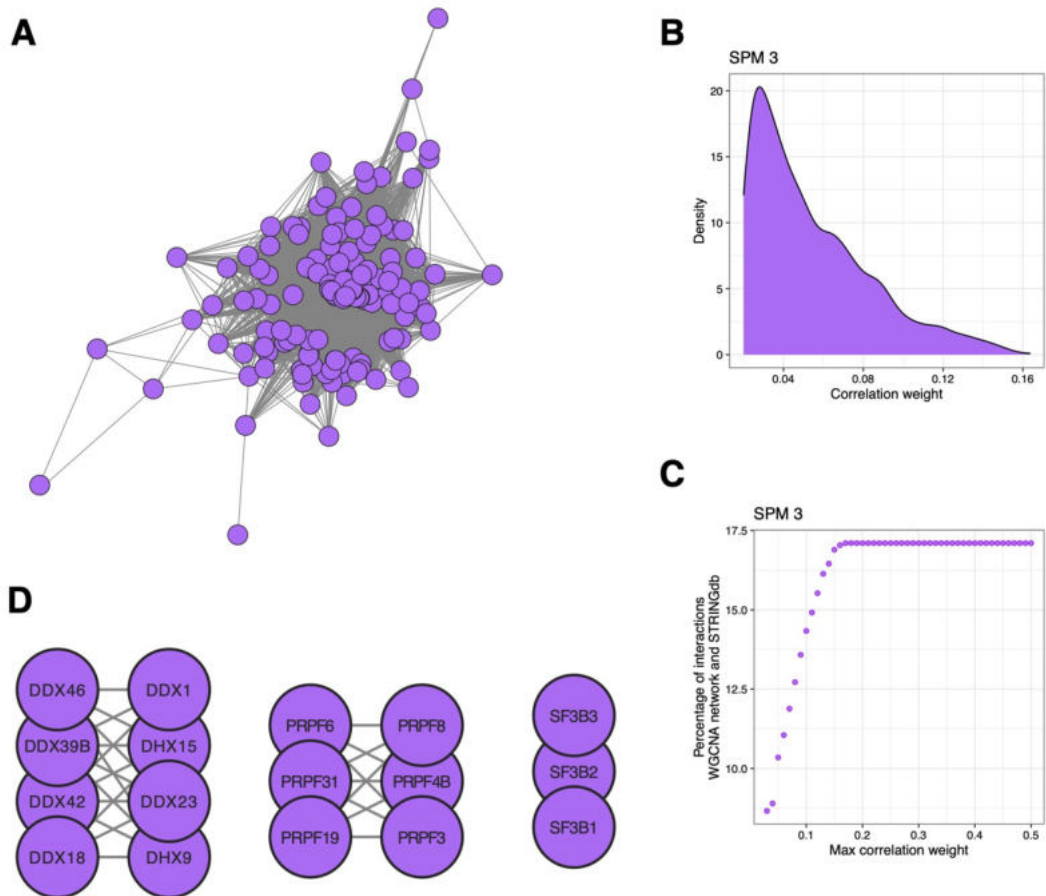 A
B
SPM 3
20
15
10
5
0
Density
0.04 0.08 0.12 0.16
Correlation weight
C
SPM 3
17.5
15.0
12.5
10.0
Percentage of interactions
WGCNA network and STRINGdb
0.1 0.2 0.3 0.4 0.5
Max correlation weight
D
DDX46 DDX1
DDX39B DHX15
DDX42 DDX23
DDX18 DHX9
PRPF6 PRPF8
PRPF31 PRPF4B
PRPF19 PRPF3
SF3B3
SF3B2
SF3B1